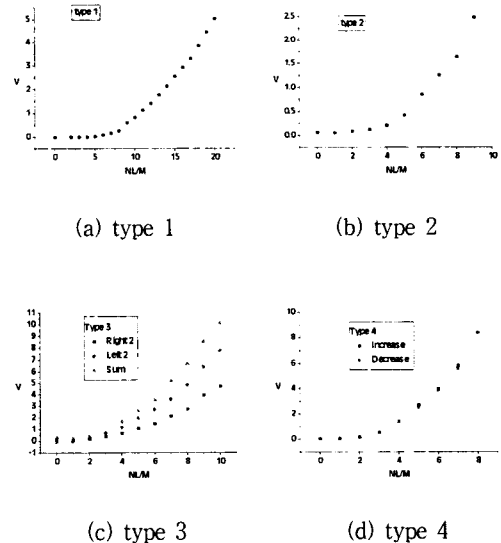 type 1
5
4
3
2
1
0
V
0 5 10 15 20
NL/M
(a) type 1
type 2
2.5
2.0
1.5
1.0
0.5
0.0
V
0 2 4 6 8 10
NL/M
(b) type 2
Type 3
Right 2
Left 2
Sum
11
10
9
8
7
6
5
4
3
2
1
0
-1
V
0 2 4 6 8 10
NL/M
(c) type 3
Type 4
Increase
Decrease
10
8
6
4
2
0
V
0 2 4 6 8
NL/M
(d) type 4